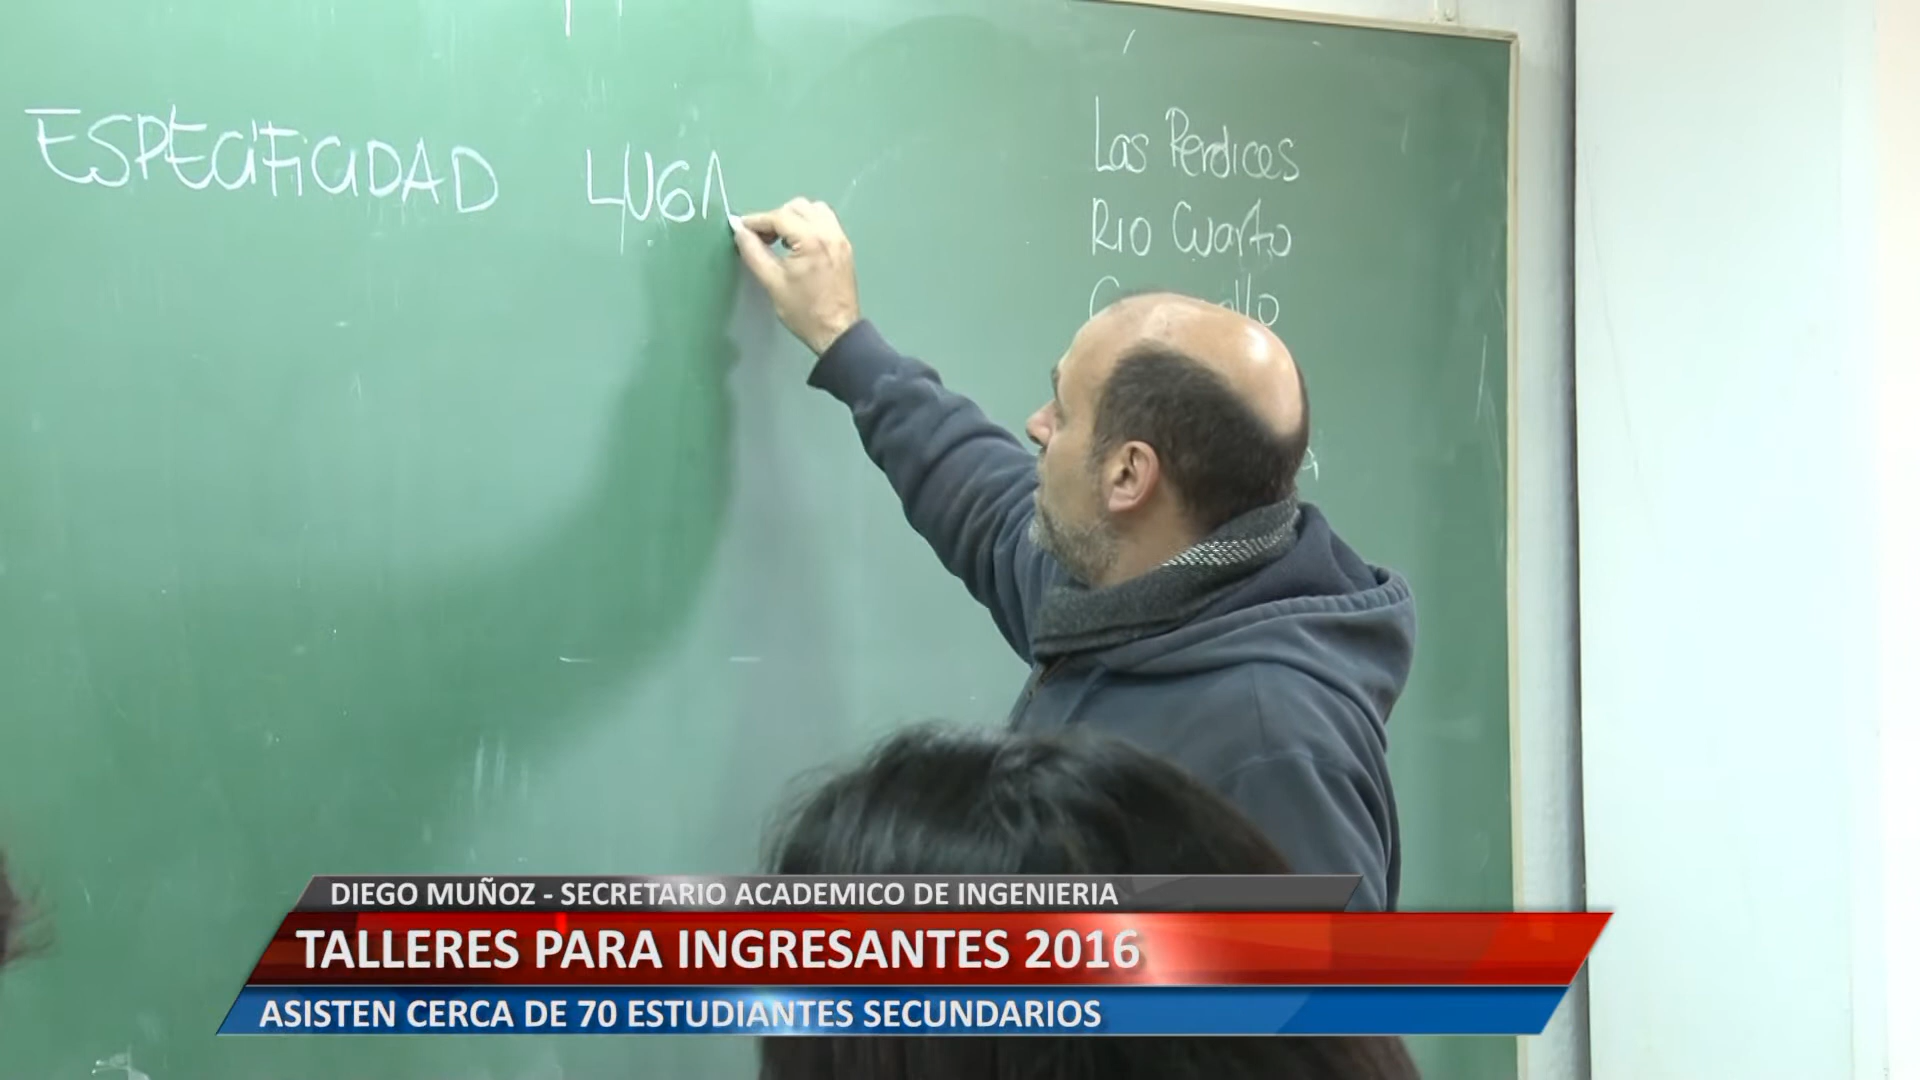 ESPECIFICIDAD LUGA
Las Perdices
RIO Cuarto
DIEGO MUÑOZ - SECRETARIO ACADEMICO DE INGENIERIA
TALLERES PARA INGRESANTES 2016
ASISTEN CERCA DE 70 ESTUDIANTES SECUNDARIOS